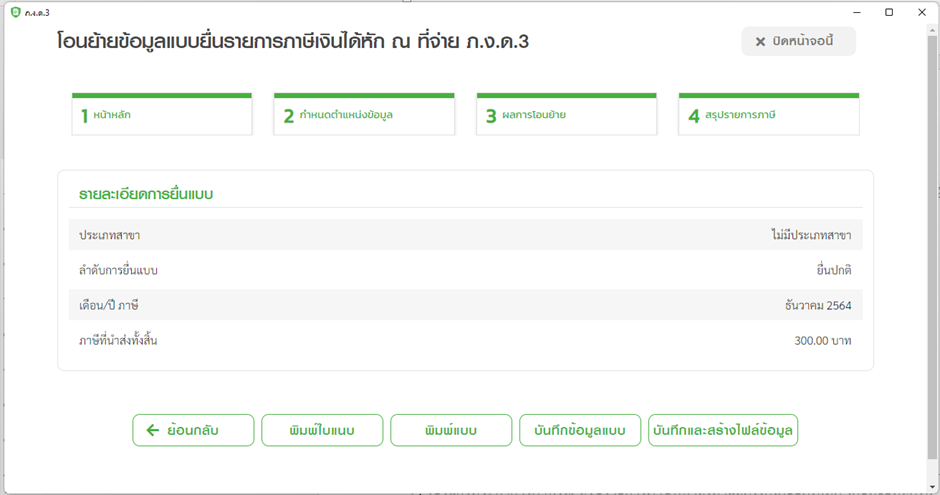 ภ.ง.ด.3
โอนย้ายข้อมูลแบบยื่นรายการภาษีเงินได้หัก ณ ที่จ่าย ภ.ง.ด.3
ปิดหน้าจอนี้
1 หน้าหลัก
2 กำหนดตำแหน่งข้อมูล
3 ผลการโอนย้าย
4 สรุปรายการภาษี
รายละเอียดการยื่นแบบ
ประเภทสาขา ไม่มีประเภทสาขา
ลำดับการยื่นแบบ ยื่นปกติ
เดือน/ปี ภาษี ธันวาคม 2564
ภาษีที่นำส่งทั้งสิ้น 300.00 บาท
ย้อนกลับ
พิมพ์ใบแนบ
พิมพ์แบบ
บันทึกข้อมูลแบบ
บันทึกและสร้างไฟล์ข้อมูล